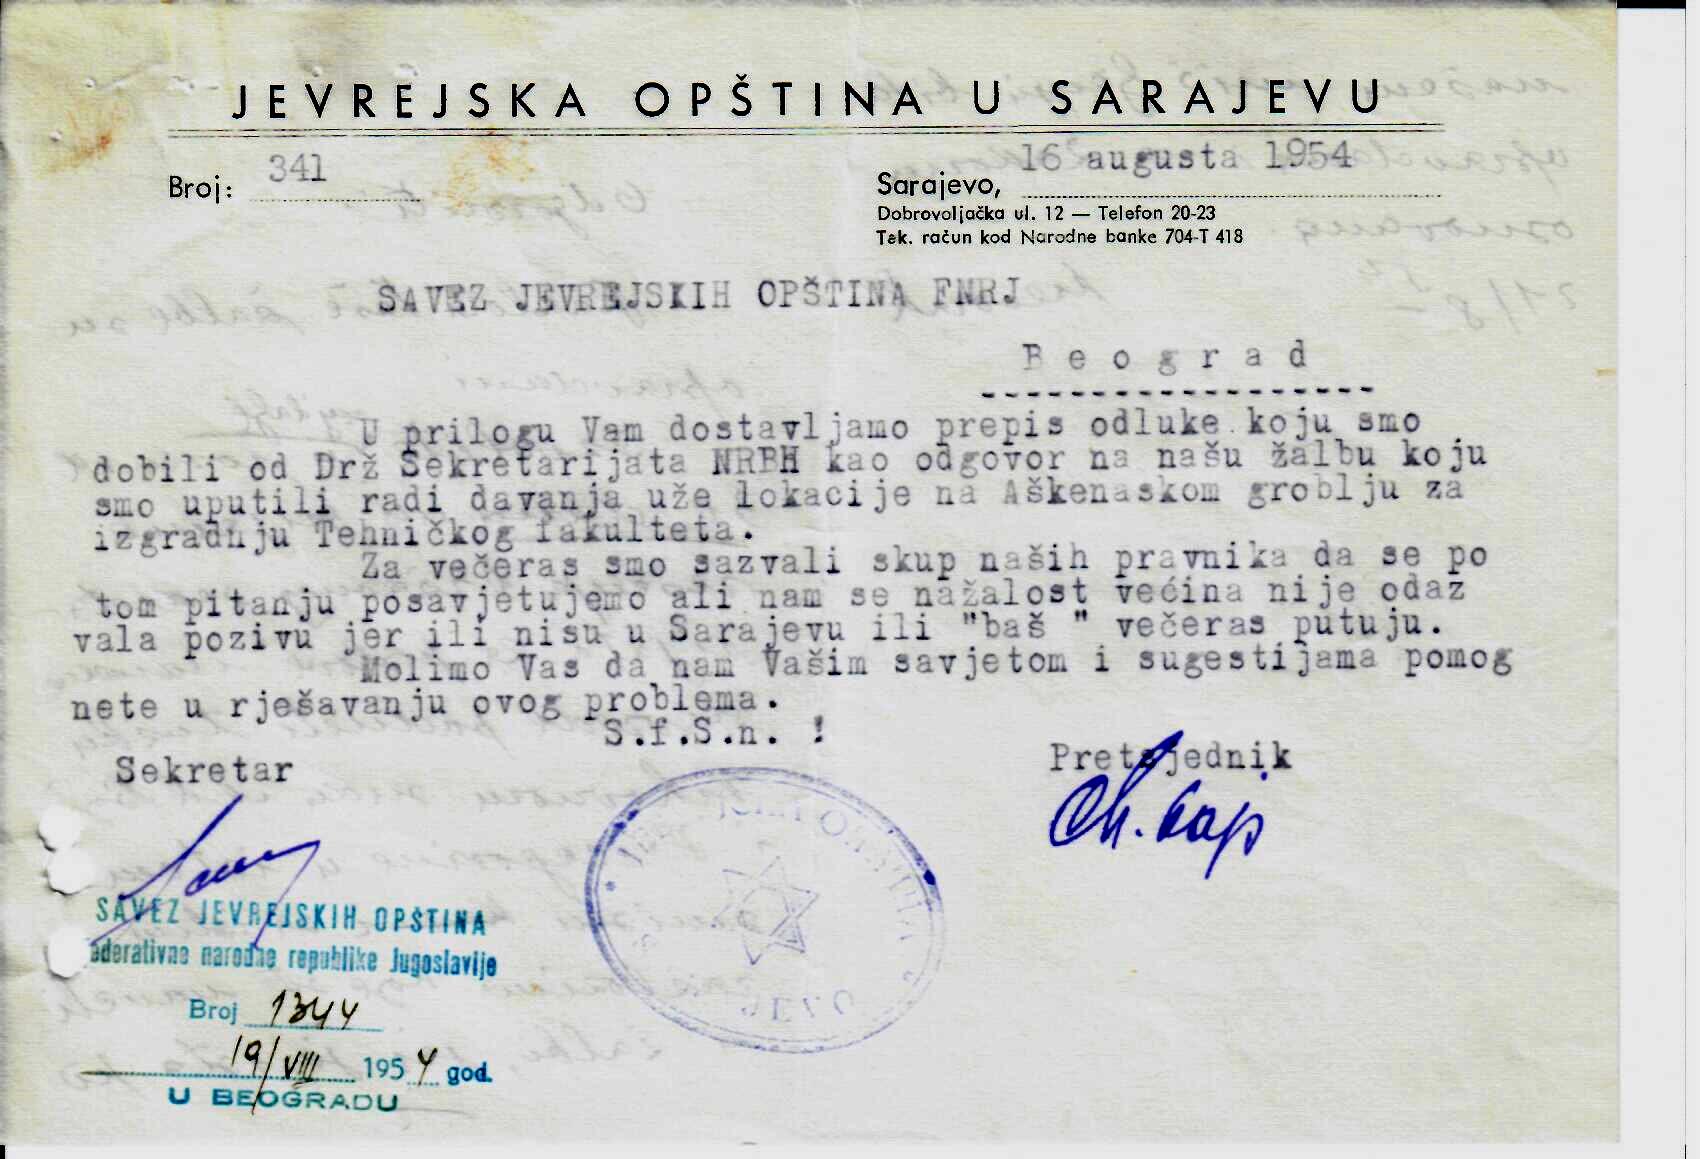 JEVREJSKA OPŠTINA U SARAJEVU
Broj: 341
16 augusta 1954
Sarajevo,
Dobrovoljačka ul. 12 — Telefon 20-23
Tek. račun kod Narodne banke 704-T 418
SAVEZ JEVREJSKIH OPŠTINA FNRJ
Beograd
U prilogu Vam dostavljamo prepis odluke koju smo
dobili od Drž Sekretarijata NRBH kao odgovor na našu žalbu koju
smo uputili radi davanja uže lokacije na Aškenaskom groblju za
izgradnju Tehničkog fakulteta.
Za večeras smo sazvali skup naših pravnika da se po
tom pitanju posavjetujemo ali nam se nažalost većina nije odaz
vala pozivu jer ili nisu u Sarajevu ili "baš " večeras putuju.
Molimo Vas da nam Vašim savjetom i sugestijama pomog
nete u rješavanju ovog problema.
S.f.S.n. !
Sekretar
Pretsjednik
SAVEZ JEVREJSKIH OPŠTINA
ederativne narodne republike Jugoslavije
Broj 1344
19/VIII 1954 god.
U BEOGRADU